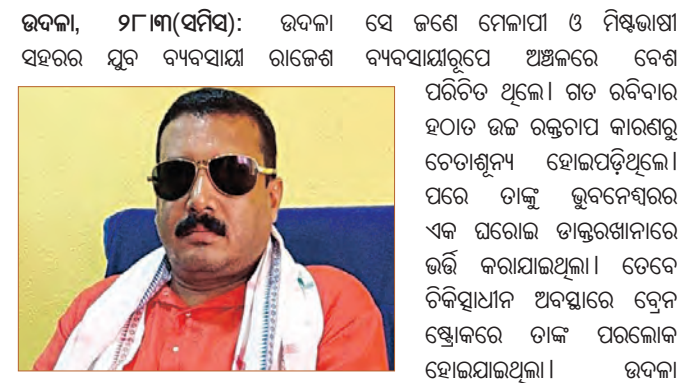 ଉଦଳା, ୨୮।୩(ସମିସ): ଉଦଳା
ସହରର ଯୁବ ବ୍ୟବସାୟୀ ରାଜେଶ
ସେ ଜଣେ ମେଳାପୀ ଓ ମିଷ୍ଟଭାଷୀ
ବ୍ୟବସାୟୀରୂପେ ଅଞ୍ଚଳରେ ବେଶ
ପରିଚିତ ଥିଲେ। ଗତ ରବିବାର
ହଠାତ ଉଚ୍ଚ ରକ୍ତଚାପ କାରଣରୁ
ଚେତାଶୂନ୍ୟ ହୋଇପଡ଼ିଥିଲେ।
ପରେ ତାଙ୍କୁ ଭୁବନେଶ୍ୱରର
ଏକ ଘରୋଇ ଡାକ୍ତରଖାନାରେ
ଭର୍ତ୍ତି କରାଯାଇଥିଲା। ତେବେ
ଚିକିତ୍ସାଧୀନ ଅବସ୍ଥାରେ ବ୍ରେନ
ଷ୍ଟ୍ରୋକରେ ତାଙ୍କ ପରଲୋକ
ହୋଇଯାଇଥିଲା। ଉଦଳା